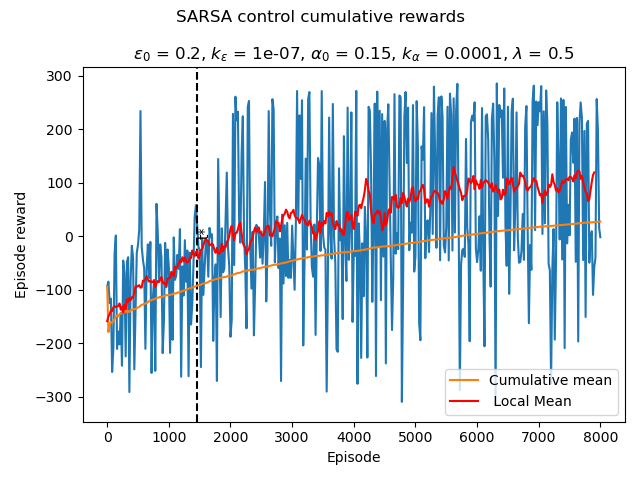 SARSA control cumulative rewards
ε₀ = 0.2, kε = 1e-07, α₀ = 0.15, kα = 0.0001, λ = 0.5
300
200
100
0
−100
−200
−300
Episode reward
Cumulative mean
Local Mean
0 1000 2000 3000 4000 5000 6000 7000 8000
Episode